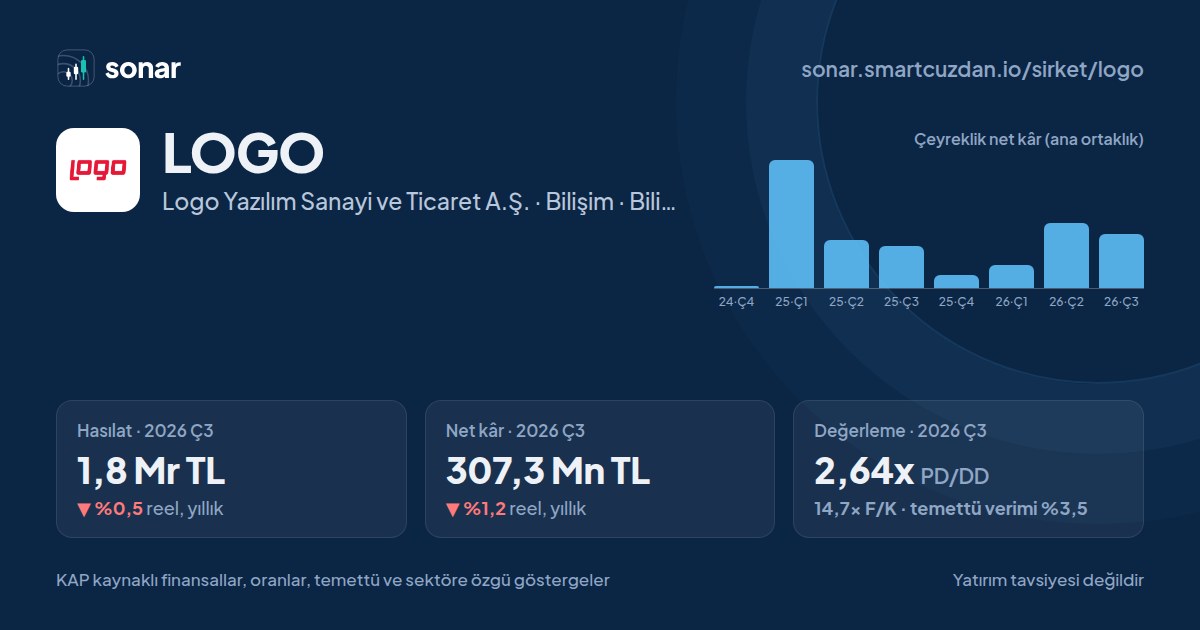 sonar
sonar.smartcuzdan.io/sirket/logo
Logo
LOGO
Logo Yazılım Sanayi ve Ticaret A.Ş. · Bilişim · Bili…
Çeyreklik net kâr (ana ortaklık)
24·Ç4 25·Ç1 25·Ç2 25·Ç3 25·Ç4 26·Ç1 26·Ç2 26·Ç3
Hasılat · 2026 Ç3
1,8 Mr TL
▼ %0,5 reel, yıllık
Net kâr · 2026 Ç3
307,3 Mn TL
▼ %1,2 reel, yıllık
Değerleme · 2026 Ç3
2,64x PD/DD
14,7× F/K · temettü verimi %3,5
KAP kaynaklı finansallar, oranlar, temettü ve sektöre özgü göstergeler
Yatırım tavsiyesi değildir